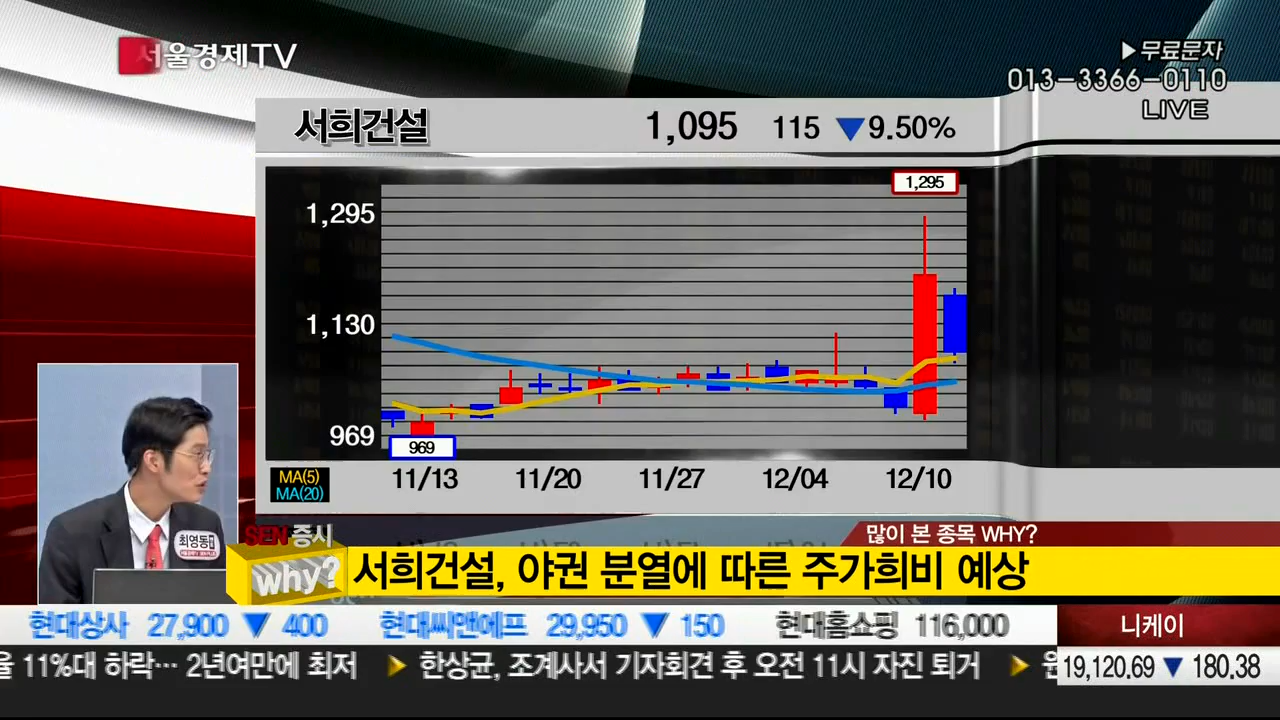 서울경제TV
▶무료문자
013-3366-0110
LIVE
서희건설 1,095 115 ▼9.50%
1,295
1,295
1,130
969
969
11/13 11/20 11/27 12/04 12/10
MA(5)
MA(20)
최영동
SEN 증시
why?
많이 본 종목 WHY?
서희건설, 야권 분열에 따른 주가희비 예상
현대상사 27,900 ▼ 400 현대씨앤에프 29,950 ▼ 150 현대홈쇼핑 116,000
니케이
11%대 하락… 2년여만에 최저 ▶ 한상균, 조계사서 기자회견 후 오전 11시 자진 퇴거 ▶
19,120.69 ▼ 180.38